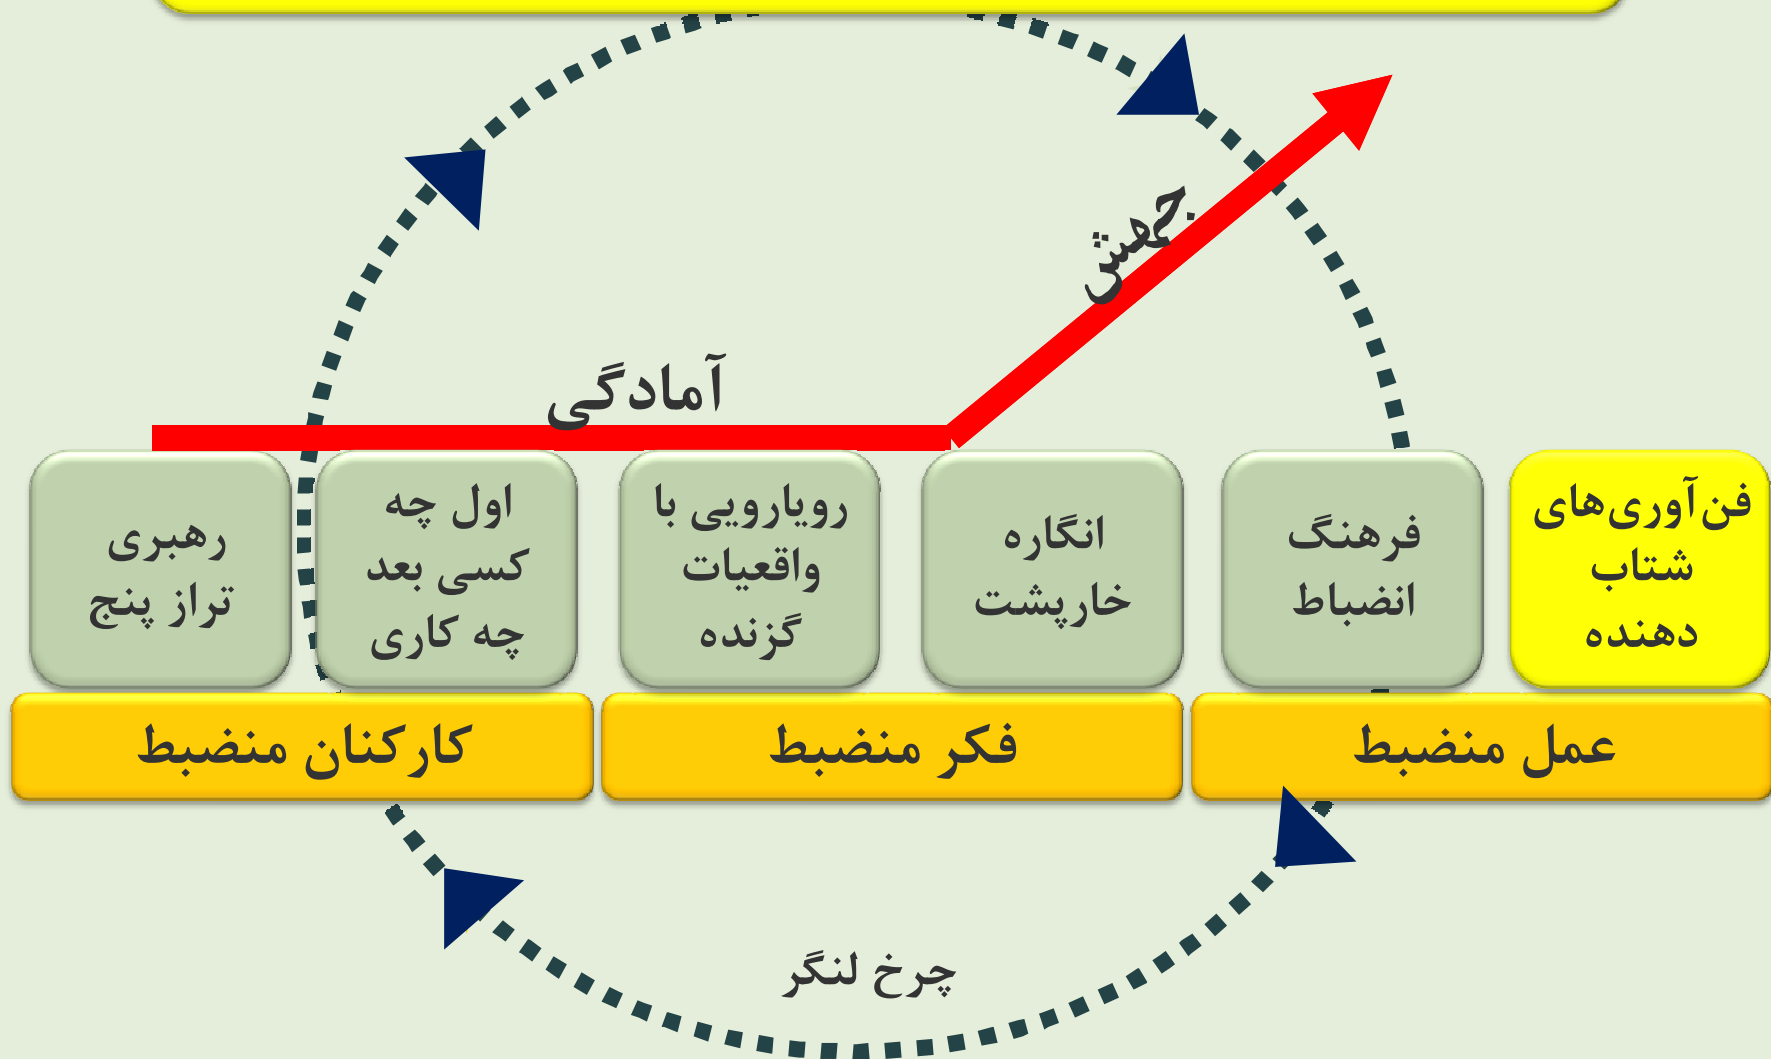 جهش
آمادگی
رهبری
تراز پنج
اول چه
کسی بعد
چه کاری
رویارویی با
واقعیات
گزنده
انگاره
خارپشت
فرهنگ
انضباط
فن‌آوری‌های
شتاب
دهنده
کارکنان منضبط
فکر منضبط
عمل منضبط
چرخ لنگر